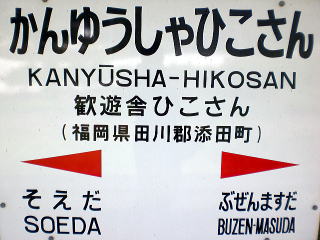 かんゆうしゃひこさん
KANYŪSHA-HIKOSAN
歓遊舎ひこさん
(福岡県田川郡添田町)
そえだ ぶぜんますだ
SOEDA BUZEN-MASUDA